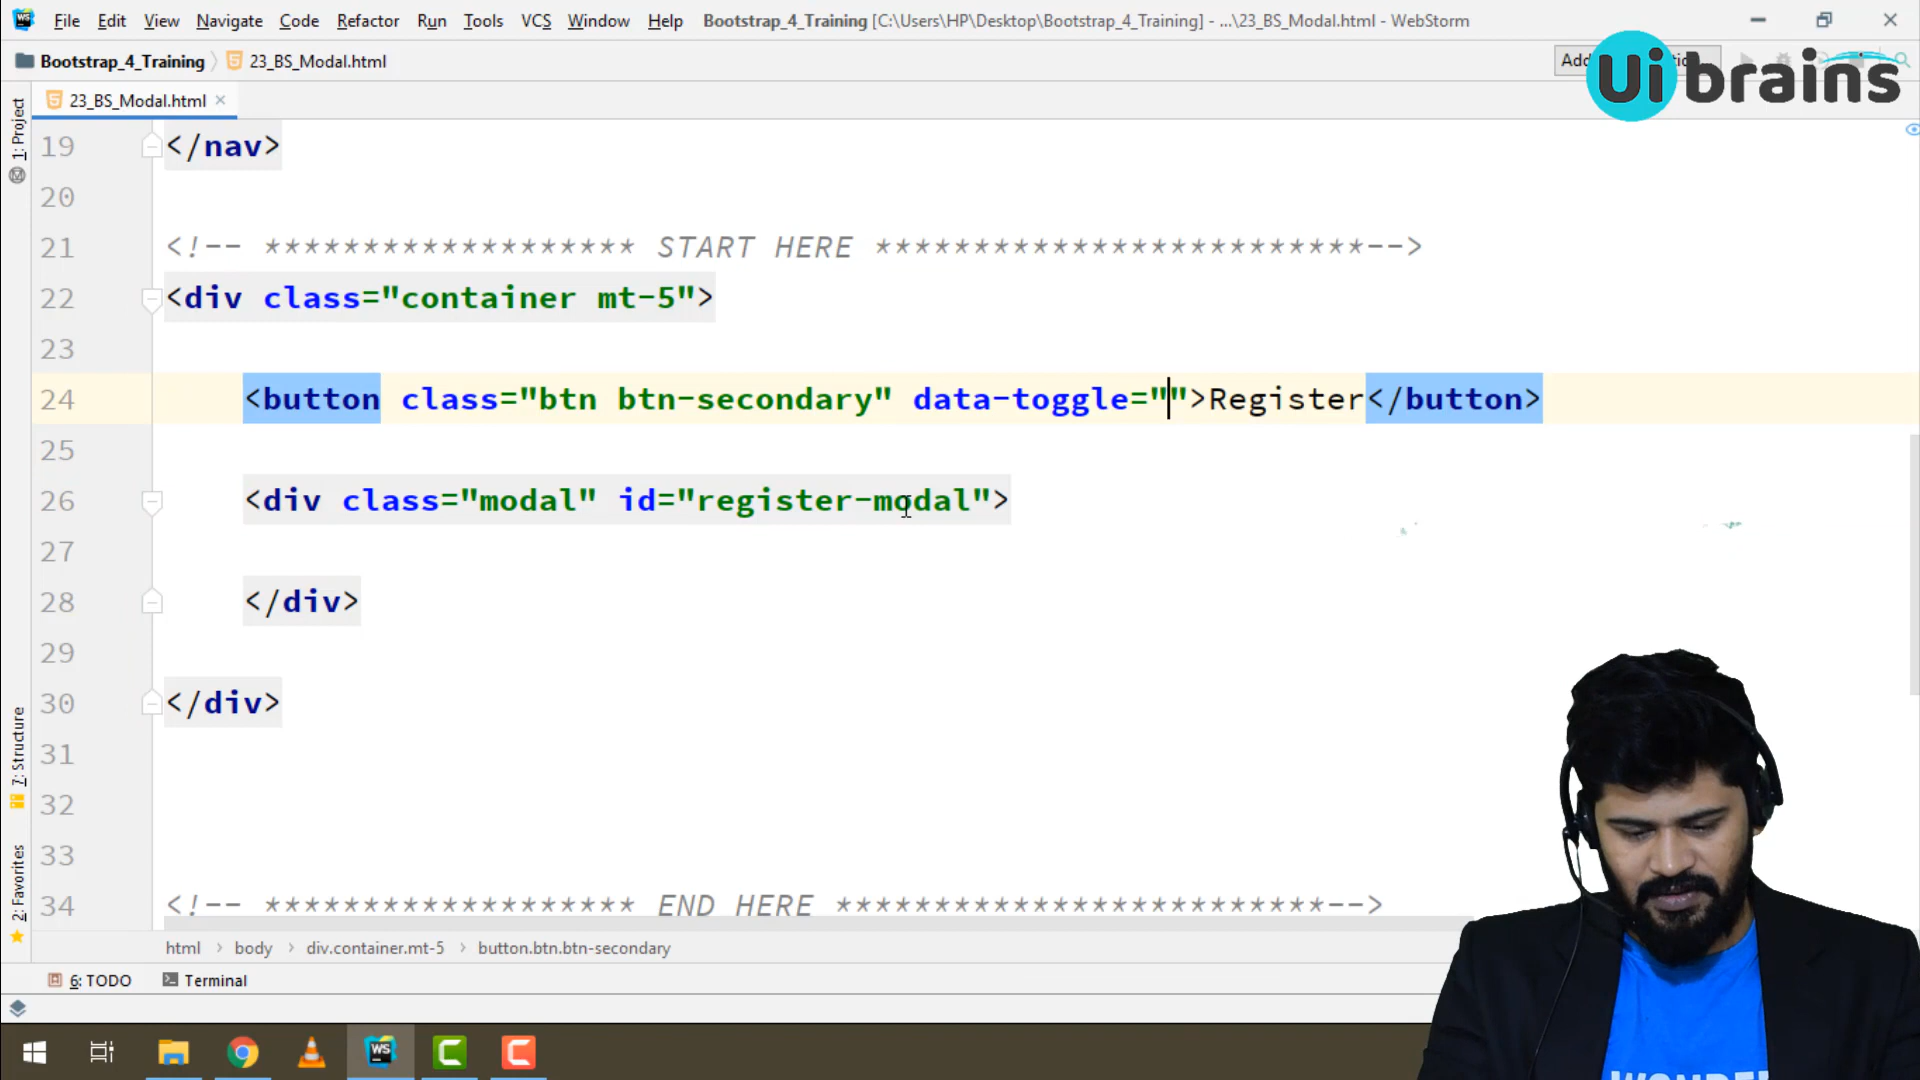 File Edit View Navigate Code Refactor Run Tools VCS Window Help Bootstrap_4_Training [C:\Users\HP\Desktop\Bootstrap_4_Training] - ...\23_BS_Modal.html - WebStorm
Bootstrap_4_Training 23_BS_Modal.html
Ui brains
23_BS_Modal.html
1: Project
7: Structure
2: Favorites
19 </nav>
20
21 <!-- ******************* START HERE *************************-->
22 <div class="container mt-5">
23
24 <button class="btn btn-secondary" data-toggle="">Register</button>
25
26 <div class="modal" id="register-modal">
27
28 </div>
29
30 </div>
31
32
33
34 <!-- ******************* END HERE *************************-->
html body div.container.mt-5 button.btn.btn-secondary
6: TODO Terminal
WS